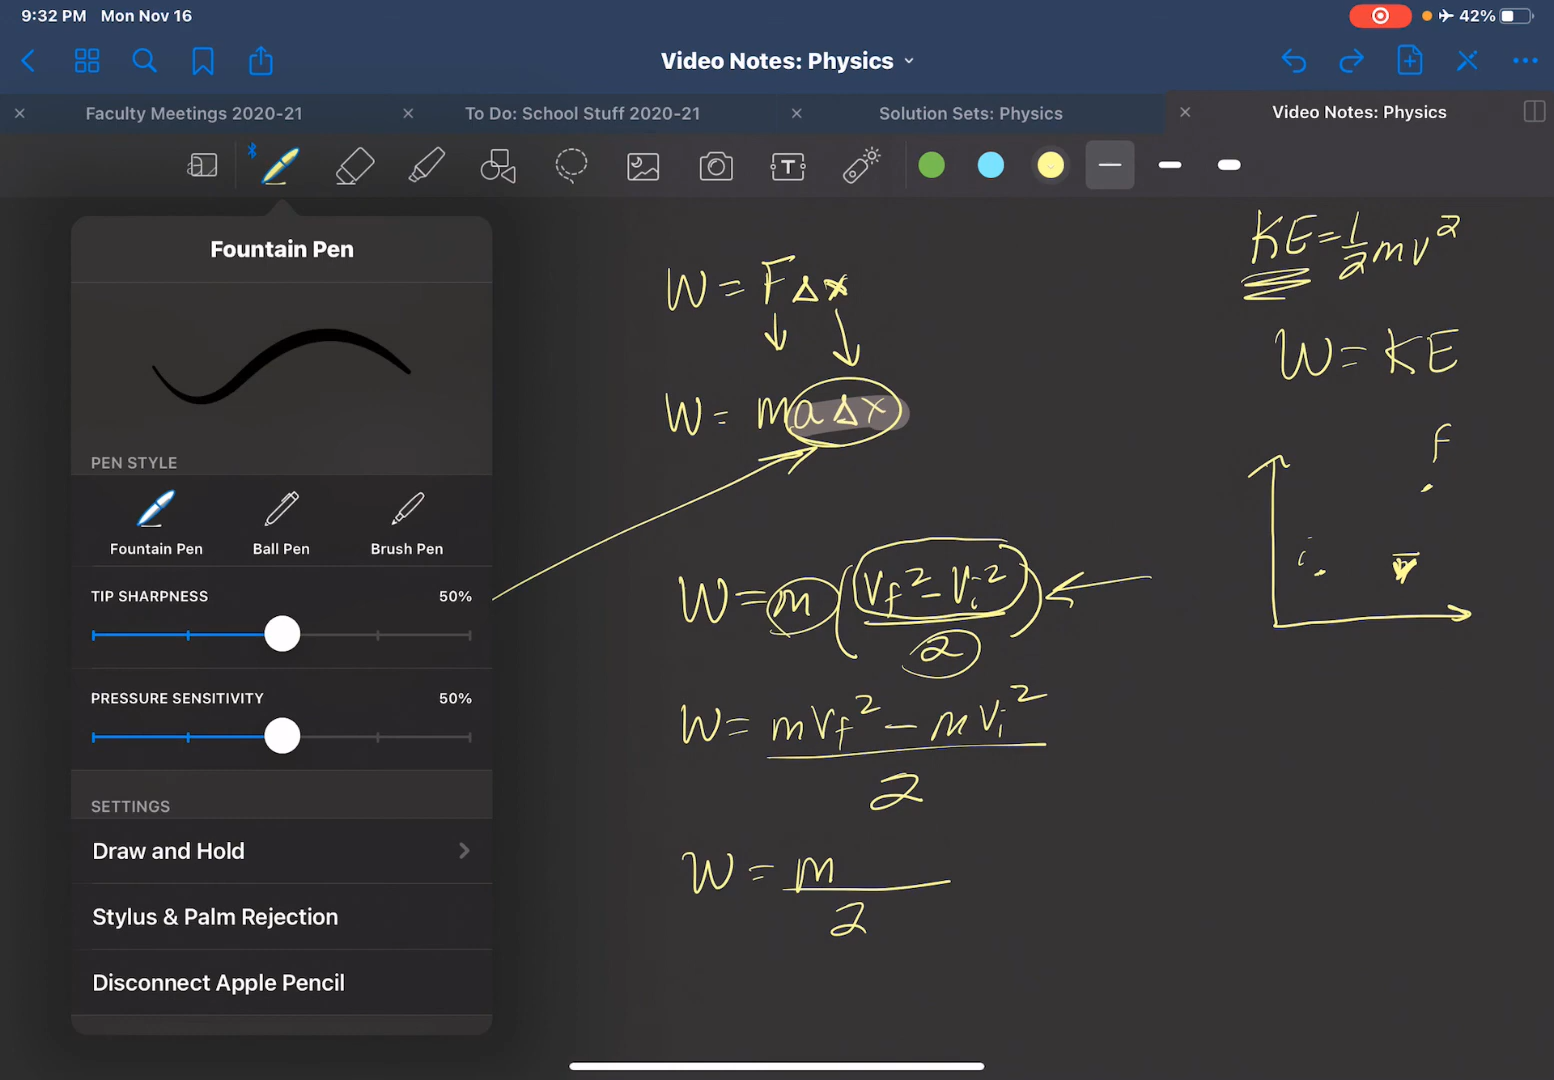 9:32 PM Mon Nov 16
42%
Video Notes: Physics
Faculty Meetings 2020-21
To Do: School Stuff 2020-21
Solution Sets: Physics
Video Notes: Physics
T
Fountain Pen
PEN STYLE
Fountain Pen
Ball Pen
Brush Pen
TIP SHARPNESS
50%
PRESSURE SENSITIVITY
50%
SETTINGS
Draw and Hold
Stylus & Palm Rejection
Disconnect Apple Pencil
W = FΔx
W = maΔx
W = m(Vf² - Vi²)
2
W = mVf² - mVi²
2
W = m
2
KE = 1/2 mv²
W = KE
F
i